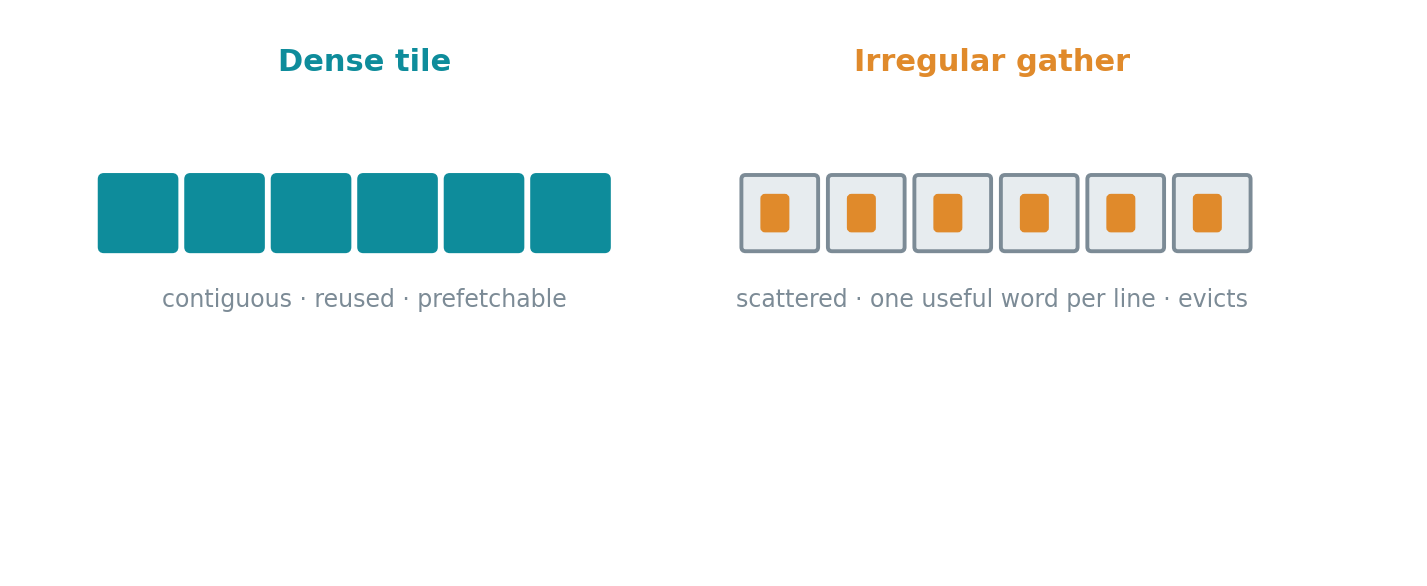 Dense tile
Irregular gather
contiguous · reused · prefetchable
scattered · one useful word per line · evicts